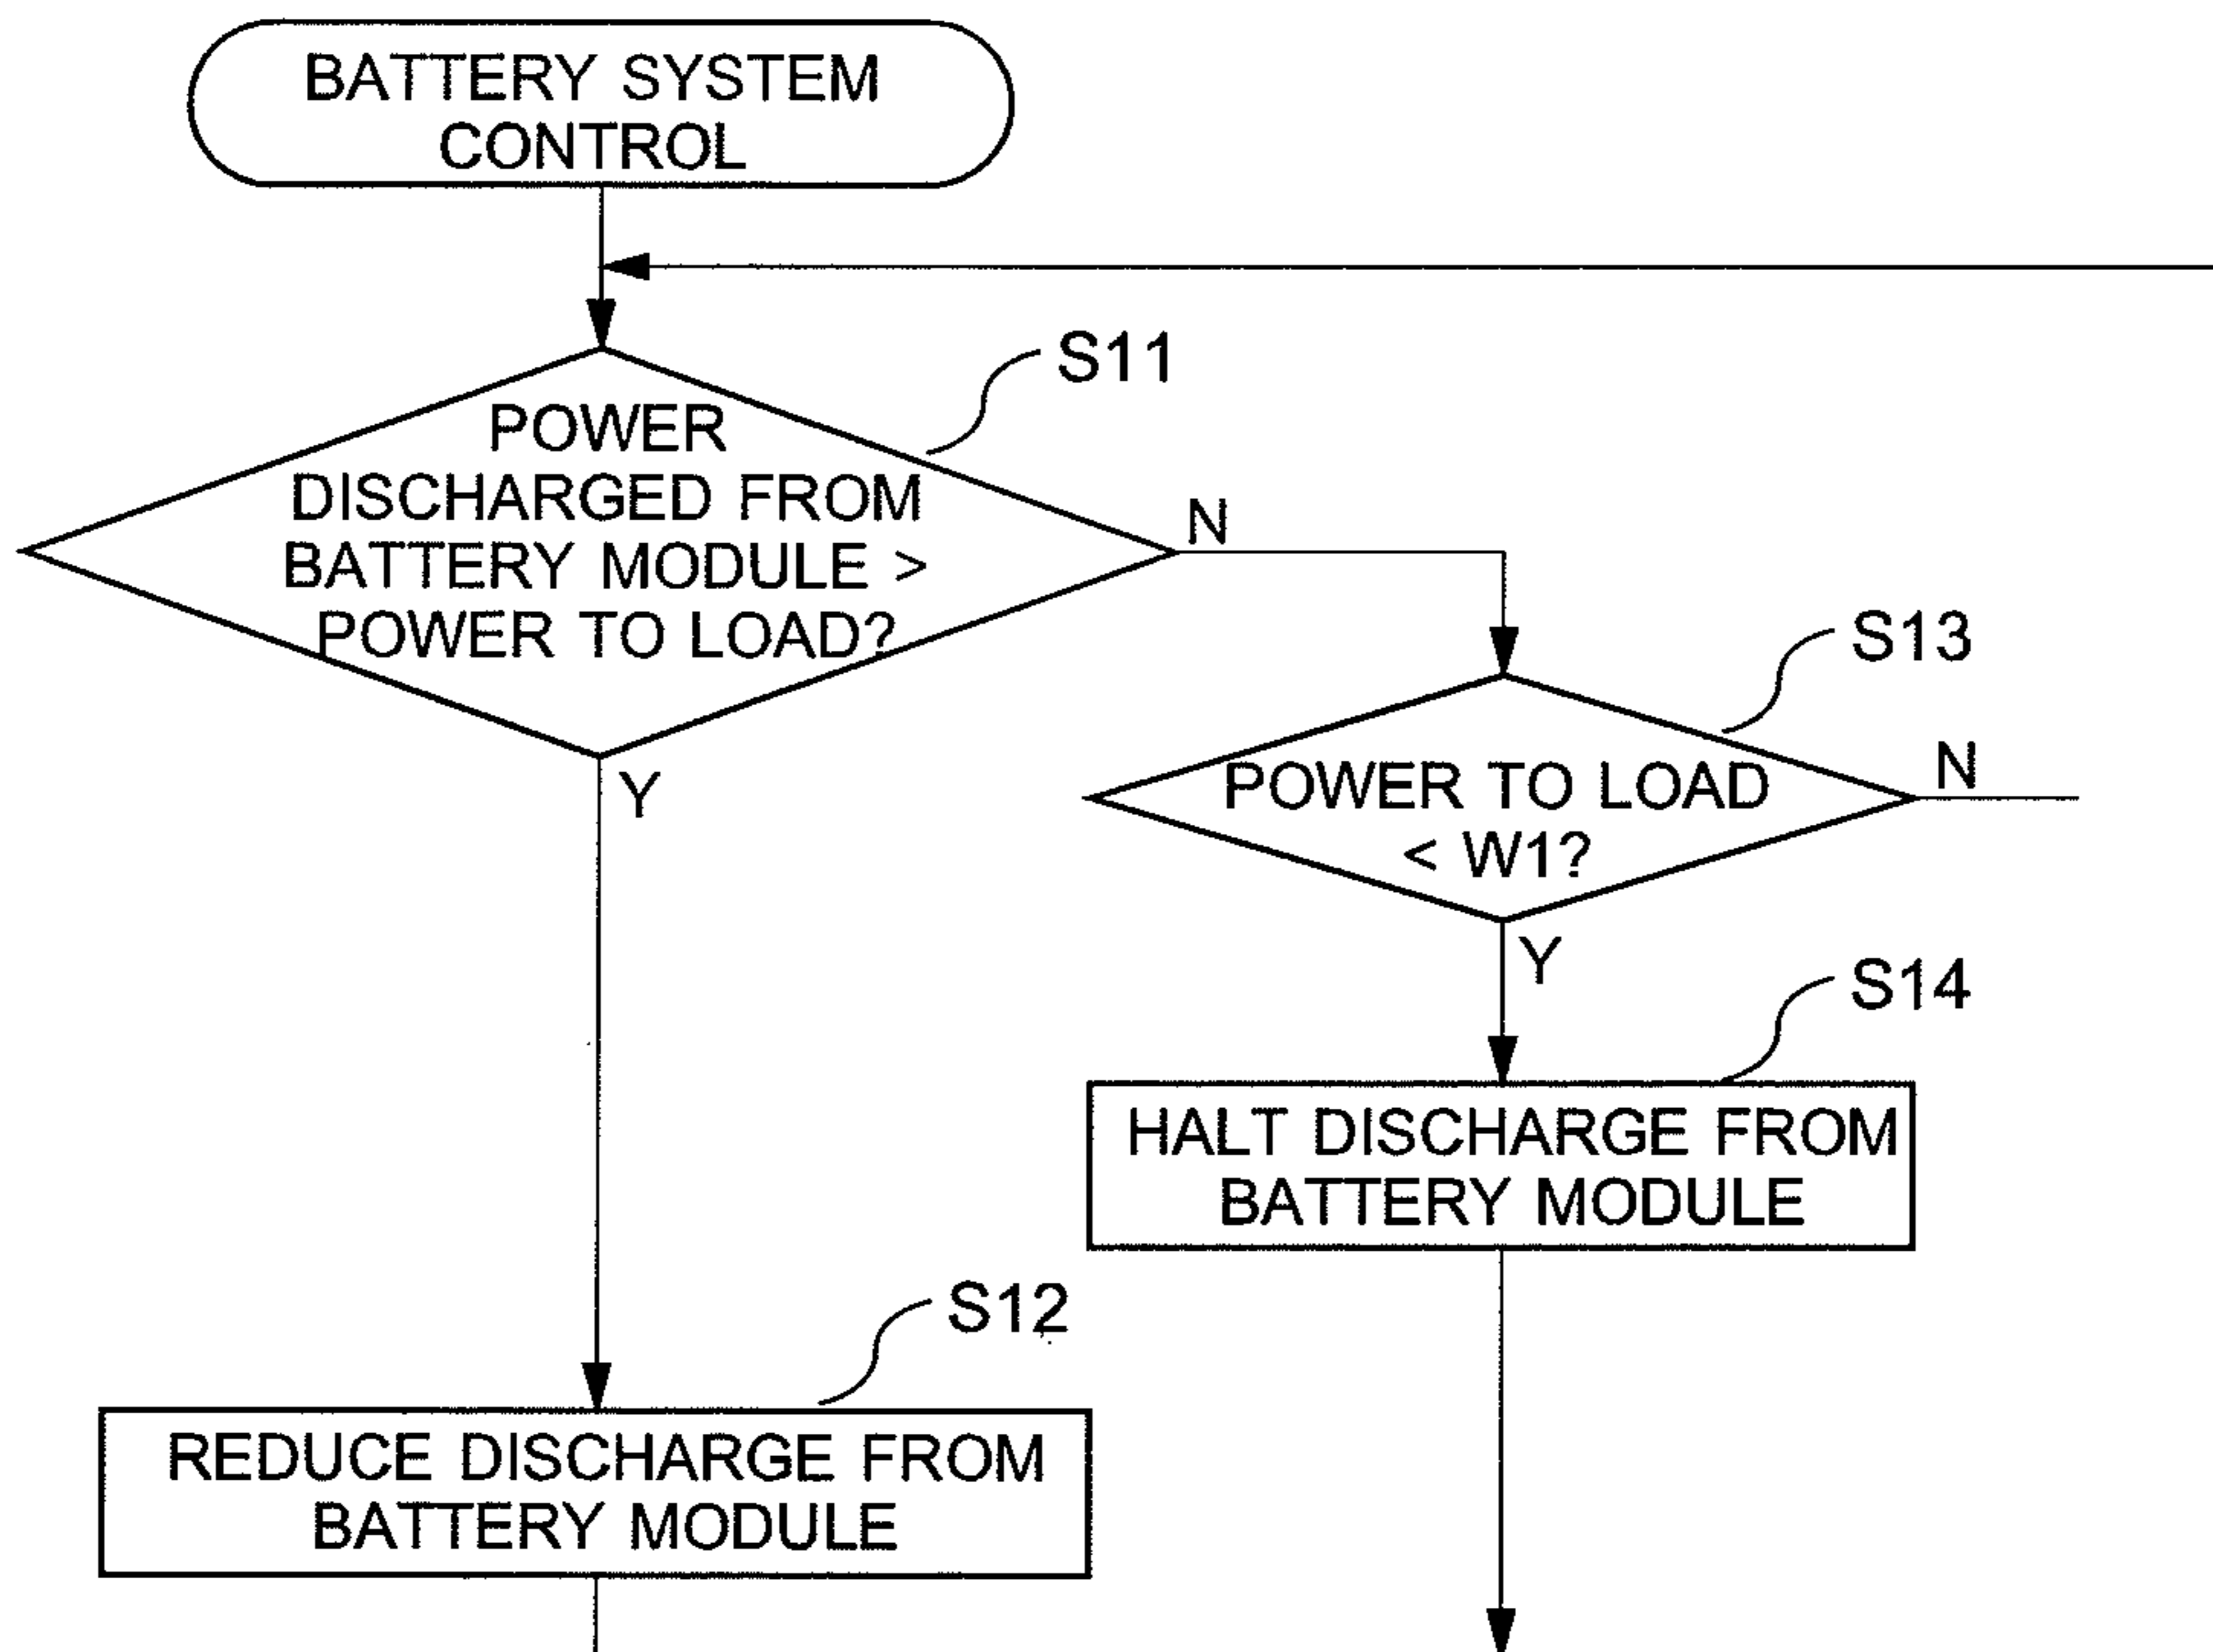 BATTERY SYSTEM
CONTROL
S11
POWER
DISCHARGED FROM
BATTERY MODULE >
POWER TO LOAD?
N
Y
S13
POWER TO LOAD
< W1?
N
Y
S14
HALT DISCHARGE FROM
BATTERY MODULE
S12
REDUCE DISCHARGE FROM
BATTERY MODULE